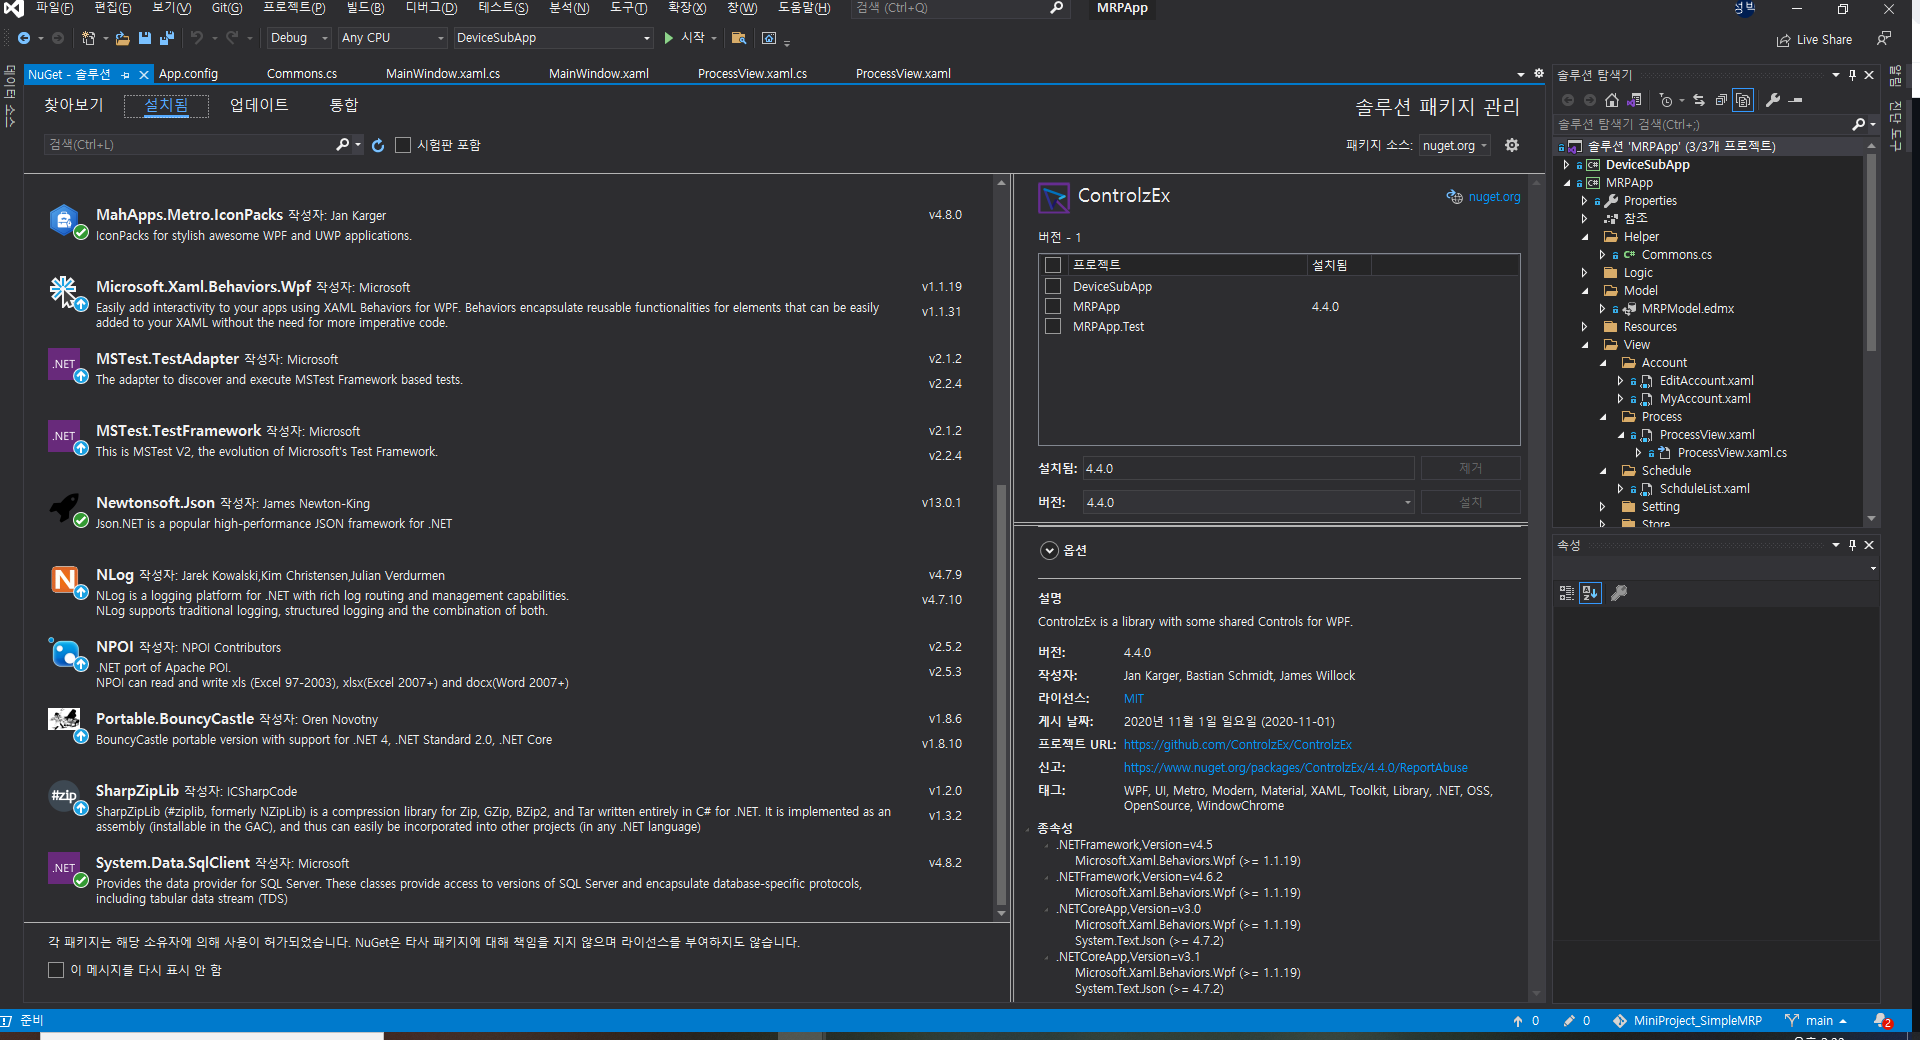 파일(F) 편집(E) 보기(V) Git(G) 프로젝트(P) 빌드(B) 디버그(D) 테스트(S) 분석(N) 도구(T) 확장(X) 창(W) 도움말(H) 검색 (Ctrl+Q) MRPApp 성빅
Debug Any CPU DeviceSubApp 시작 Live Share
데이터 소스
NuGet - 솔루션 App.config Commons.cs MainWindow.xaml.cs MainWindow.xaml ProcessView.xaml.cs ProcessView.xaml
찾아보기 설치됨 업데이트 통합 솔루션 패키지 관리
검색(Ctrl+L) 시험판 포함 패키지 소스: nuget.org
MahApps.Metro.IconPacks 작성자: Jan Karger v4.8.0
IconPacks for stylish awesome WPF and UWP applications.
Microsoft.Xaml.Behaviors.Wpf 작성자: Microsoft v1.1.19
Easily add interactivity to your apps using XAML Behaviors for WPF. Behaviors encapsulate reusable functionalities for elements that can be easily v1.1.31
added to your XAML without the need for more imperative code.
.NET MSTest.TestAdapter 작성자: Microsoft v2.1.2
The adapter to discover and execute MSTest Framework based tests. v2.2.4
.NET MSTest.TestFramework 작성자: Microsoft v2.1.2
This is MSTest V2, the evolution of Microsoft's Test Framework. v2.2.4
Newtonsoft.Json 작성자: James Newton-King v13.0.1
Json.NET is a popular high-performance JSON framework for .NET
N NLog 작성자: Jarek Kowalski,Kim Christensen,Julian Verdurmen v4.7.9
NLog is a logging platform for .NET with rich log routing and management capabilities. v4.7.10
NLog supports traditional logging, structured logging and the combination of both.
NPOI 작성자: NPOI Contributors v2.5.2
.NET port of Apache POI. v2.5.3
NPOI can read and write xls (Excel 97-2003), xlsx(Excel 2007+) and docx(Word 2007+)
Portable.BouncyCastle 작성자: Oren Novotny v1.8.6
BouncyCastle portable version with support for .NET 4, .NET Standard 2.0, .NET Core v1.8.10
#zip SharpZipLib 작성자: ICSharpCode v1.2.0
SharpZipLib (#ziplib, formerly NZipLib) is a compression library for Zip, GZip, BZip2, and Tar written entirely in C# for .NET. It is implemented as an v1.3.2
assembly (installable in the GAC), and thus can easily be incorporated into other projects (in any .NET language)
.NET System.Data.SqlClient 작성자: Microsoft v4.8.2
Provides the data provider for SQL Server. These classes provide access to versions of SQL Server and encapsulate database-specific protocols,
including tabular data stream (TDS)
각 패키지는 해당 소유자에 의해 사용이 허가되었습니다. NuGet은 타사 패키지에 대해 책임을 지지 않으며 라이선스를 부여하지도 않습니다.
이 메시지를 다시 표시 안 함
ControlzEx nuget.org
버전 - 1
프로젝트 설치됨
DeviceSubApp
MRPApp 4.4.0
MRPApp.Test
설치됨: 4.4.0 제거
버전: 4.4.0 설치
옵션
설명
ControlzEx is a library with some shared Controls for WPF.
버전: 4.4.0
작성자: Jan Karger, Bastian Schmidt, James Willock
라이선스: MIT
게시 날짜: 2020년 11월 1일 일요일 (2020-11-01)
프로젝트 URL: https://github.com/ControlzEx/ControlzEx
신고: https://www.nuget.org/packages/ControlzEx/4.4.0/ReportAbuse
태그: WPF, UI, Metro, Modern, Material, XAML, Toolkit, Library, .NET, OSS,
OpenSource, WindowChrome
종속성
.NETFramework,Version=v4.5
Microsoft.Xaml.Behaviors.Wpf (>= 1.1.19)
.NETFramework,Version=v4.6.2
Microsoft.Xaml.Behaviors.Wpf (>= 1.1.19)
.NETCoreApp,Version=v3.0
Microsoft.Xaml.Behaviors.Wpf (>= 1.1.19)
System.Text.Json (>= 4.7.2)
.NETCoreApp,Version=v3.1
Microsoft.Xaml.Behaviors.Wpf (>= 1.1.19)
System.Text.Json (>= 4.7.2)
솔루션 탐색기
솔루션 탐색기 검색(Ctrl+;)
솔루션 'MRPApp' (3/3개 프로젝트)
C# DeviceSubApp
C# MRPApp
Properties
참조
Helper
C# Commons.cs
Logic
Model
MRPModel.edmx
Resources
View
Account
EditAccount.xaml
MyAccount.xaml
Process
ProcessView.xaml
ProcessView.xaml.cs
Schedule
SchduleList.xaml
Setting
Store
속성
알림
진단 도구
준비 0 0 MiniProject_SimpleMRP main 2